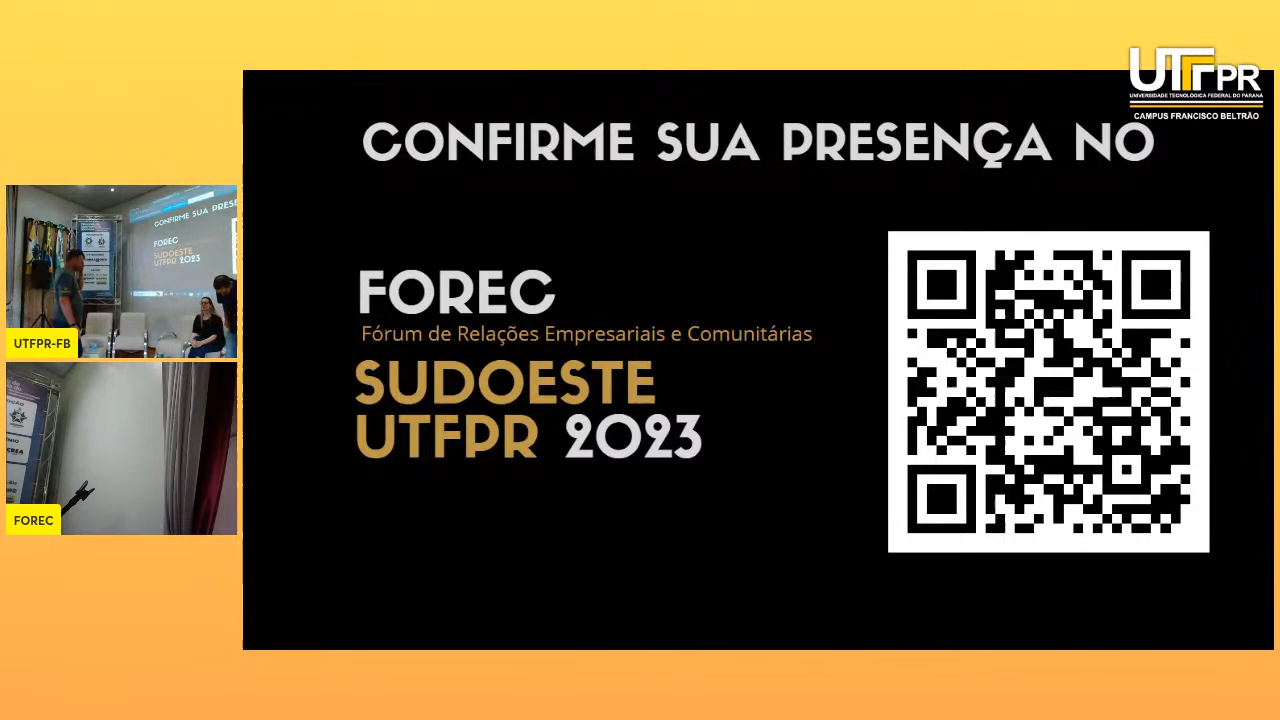 UTFPR
UNIVERSIDADE TECNOLÓGICA FEDERAL DO PARANÁ
CAMPUS FRANCISCO BELTRÃO
CONFIRME SUA PRESENÇA NO
FOREC
Fórum de Relações Empresariais e Comunitárias
SUDOESTE
UTFPR 2023
CONFIRME SUA PRESE
FOREC
SUDOESTE
UTFPR 2023
UTFPR-FB
CREA
FOREC